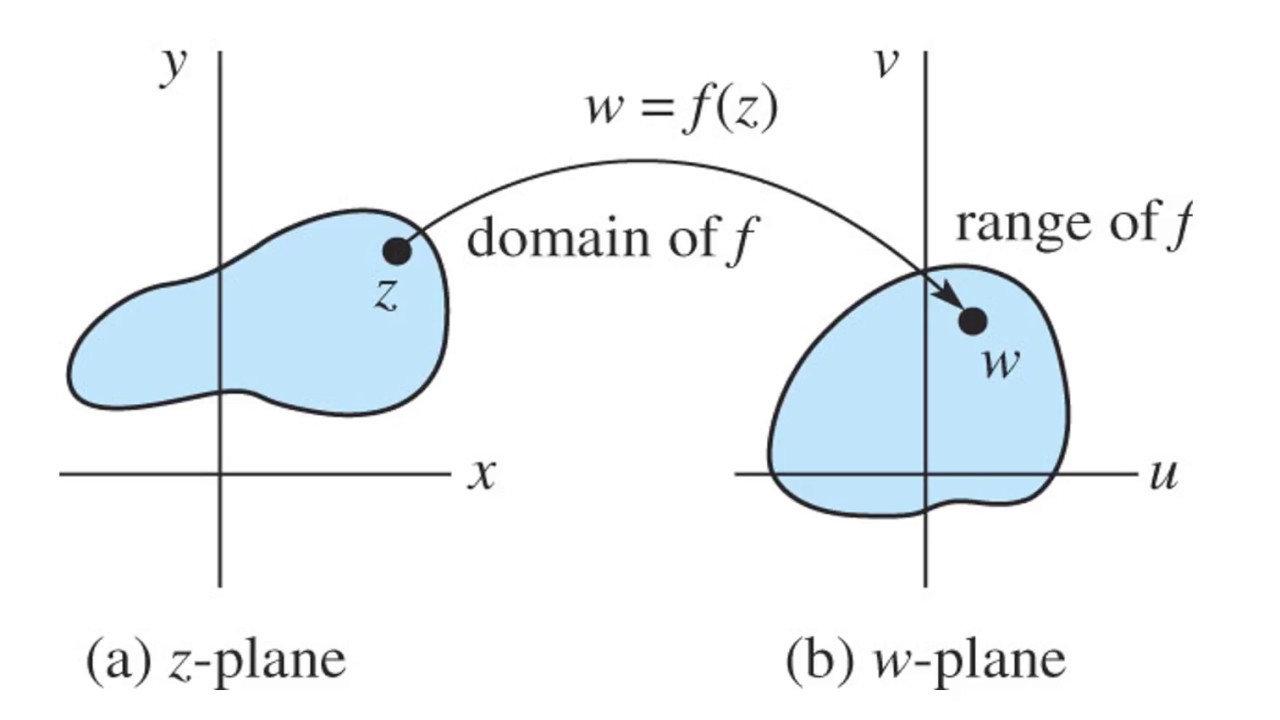 y
v
w = f(z)
domain of f
range of f
z
w
x
u
(a) z-plane
(b) w-plane